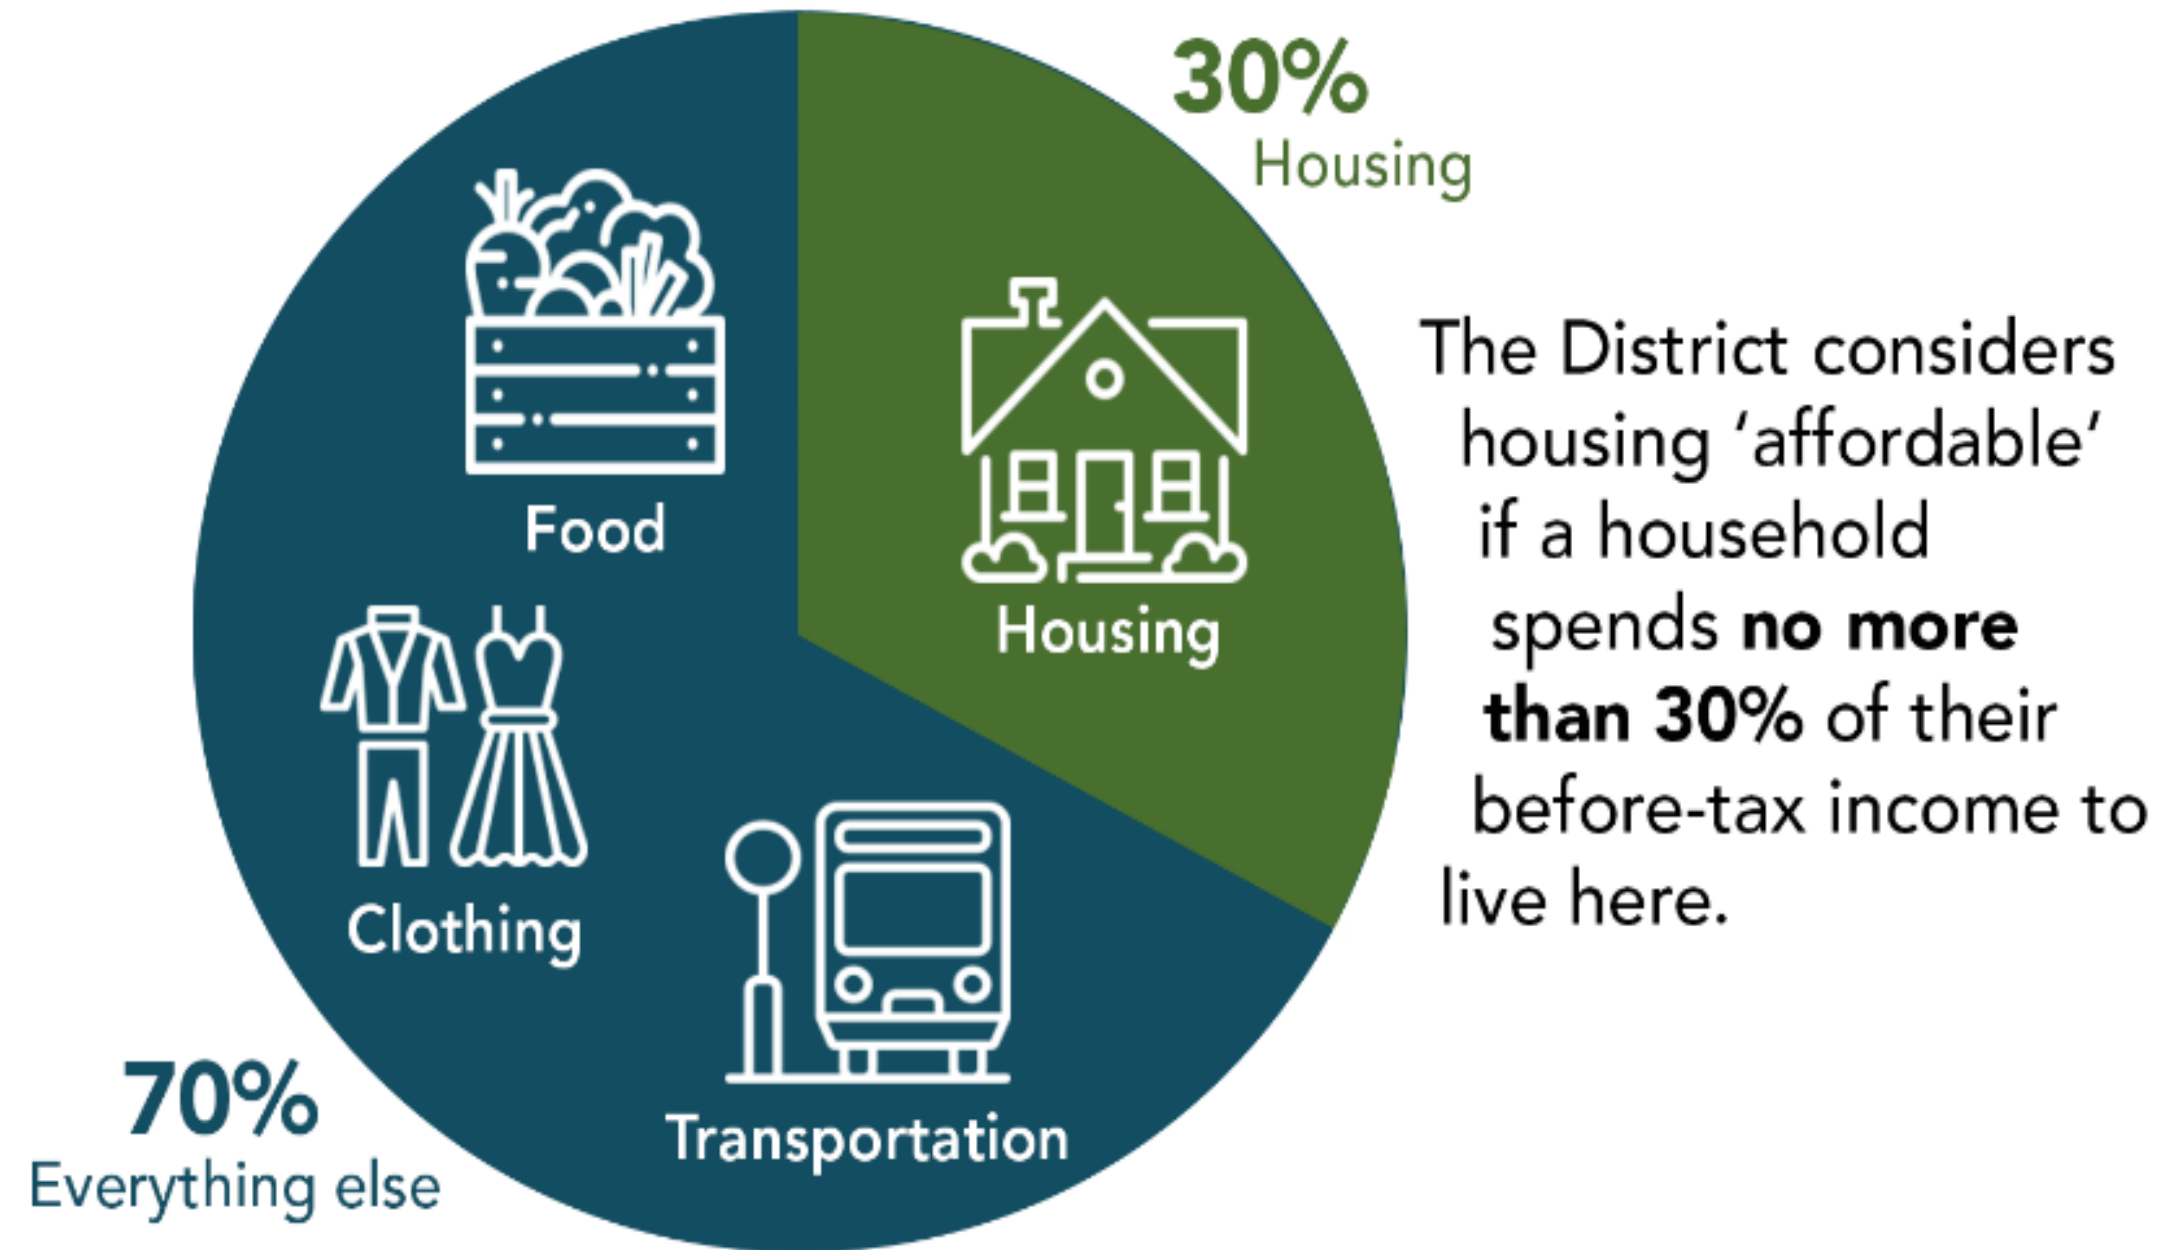 30%
Housing
Food
Housing
Clothing
Transportation
70%
Everything else
The District considers
housing ‘affordable’
if a household
spends no more
than 30% of their
before-tax income to
live here.